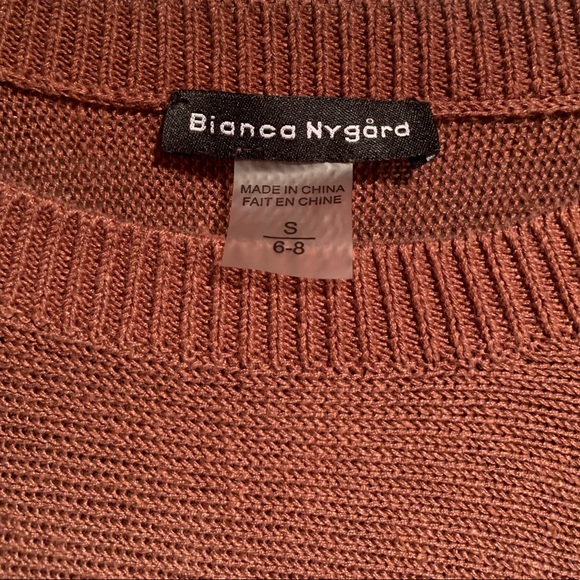 Bianca Nygård
MADE IN CHINA
FAIT EN CHINE
S
6-8